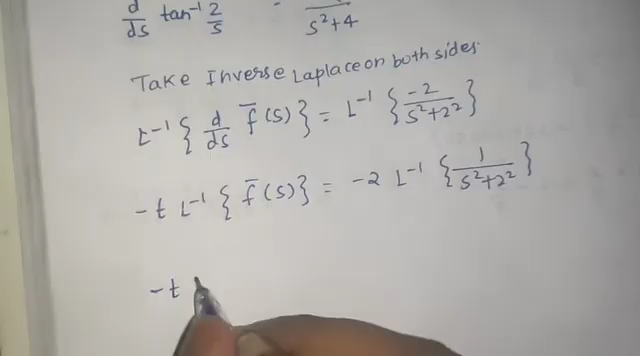 d/ds tan⁻¹ 2/s = /s²+4
Take Inverse Laplace on both sides.
L⁻¹ { d/ds f̅(s) } = L⁻¹ { -2/s²+2² }
-t L⁻¹ { f̅(s) } = -2 L⁻¹ { 1/s²+2² }
-t